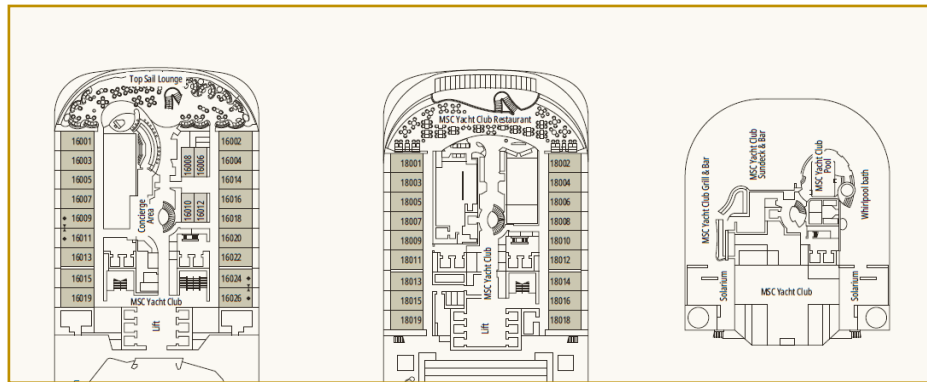 Top Sail Lounge
16001
16003
16005
16007
16009
16011
16013
16015
16019
16008
16006
16010
16012
Concierge
Area
16002
16004
16014
16016
16018
16020
16022
16024
16026
MSC Yacht Club
Lift
MSC Yacht Club Restaurant
18001
18003
18005
18007
18009
18011
18013
18015
18019
MSC Yacht Club
Lift
18002
18004
18006
18008
18010
18012
18014
18016
18018
MSC Yacht Club Grill & Bar
MSC Yacht Club
Sundeck & Bar
MSC Yacht Club
Pool
Whirlpool bath
Solarium
MSC Yacht Club
Solarium